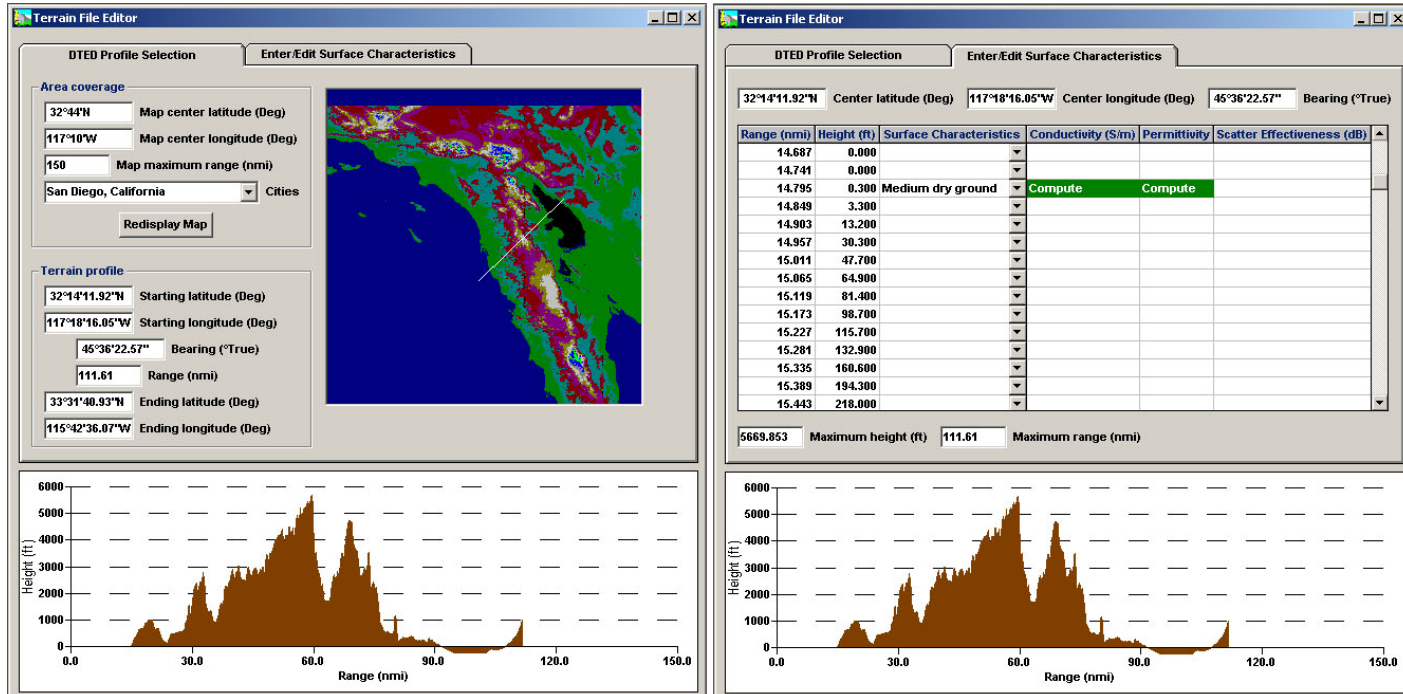 Terrain File Editor
DTED Profile Selection
Enter/Edit Surface Characteristics
Area coverage
32°44'N Map center latitude (Deg)
117°10'W Map center longitude (Deg)
150 Map maximum range (nmi)
San Diego, California Cities
Redisplay Map
Terrain profile
32°14'11.92"N Starting latitude (Deg)
117°18'16.05"W Starting longitude (Deg)
45°36'22.57" Bearing (°True)
111.61 Range (nmi)
33°31'40.93"N Ending latitude (Deg)
115°42'36.07"W Ending longitude (Deg)
6000
5000
4000
3000
2000
1000
0
Height (ft)
0.0 30.0 60.0 90.0 120.0 150.0
Range (nmi)
Terrain File Editor
DTED Profile Selection
Enter/Edit Surface Characteristics
32°14'11.92"N Center latitude (Deg) 117°18'16.05"W Center longitude (Deg) 45°36'22.57" Bearing (°True)
Range (nmi) Height (ft) Surface Characteristics Conductivity (S/m) Permittivity Scatter Effectiveness (dB)
14.687 0.000
14.741 0.000
14.795 0.300 Medium dry ground Compute Compute
14.849 3.300
14.903 13.200
14.957 30.300
15.011 47.700
15.065 64.900
15.119 81.400
15.173 98.700
15.227 115.700
15.281 132.900
15.335 160.600
15.389 194.300
15.443 218.000
5669.853 Maximum height (ft) 111.61 Maximum range (nmi)
6000
5000
4000
3000
2000
1000
0
Height (ft)
0.0 30.0 60.0 90.0 120.0 150.0
Range (nmi)